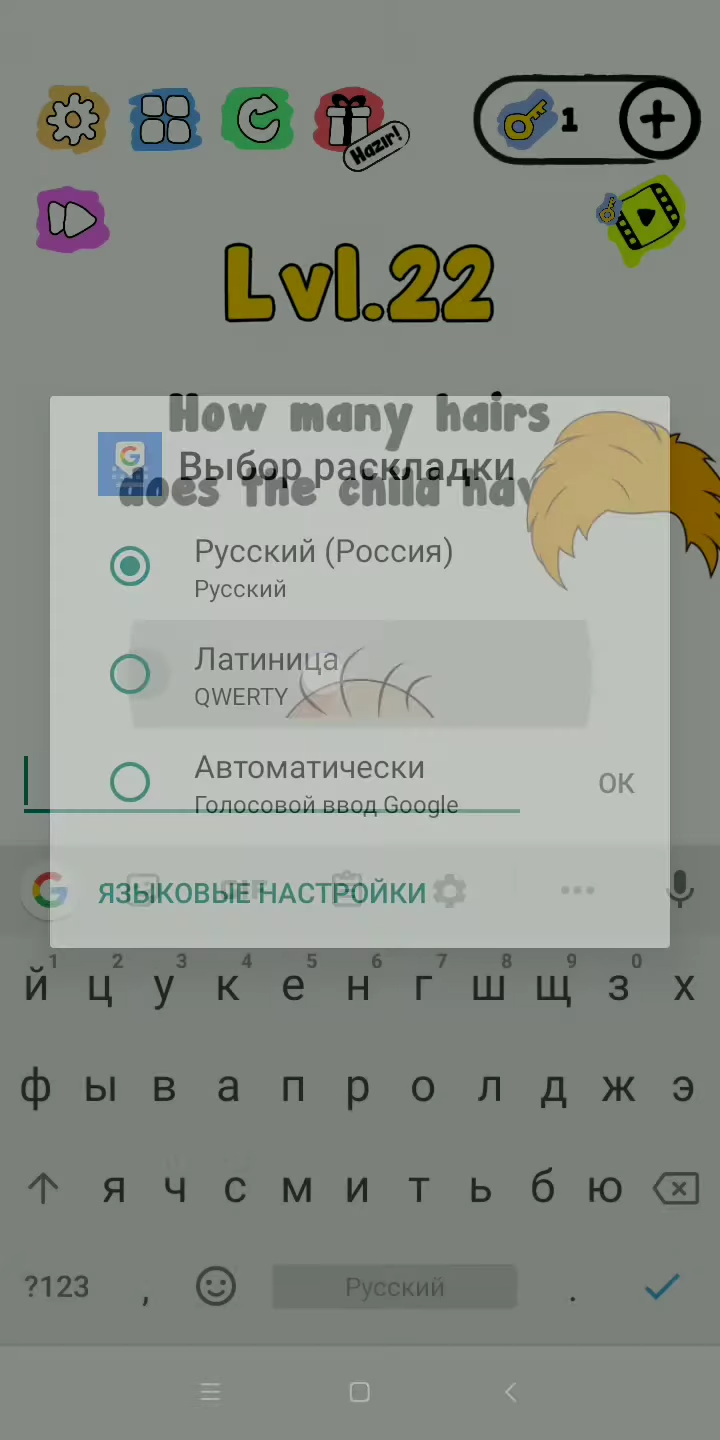 1
Hazır!
Lvl.22
How many hairs
does the child hav
Выбор раскладки
Русский (Россия)
Русский
Латиница
QWERTY
Автоматически
Голосовой ввод Google
OK
ЯЗЫКОВЫЕ НАСТРОЙКИ
G GIF
1 2 3 4 5 6 7 8 9 0
й ц у к е н г ш щ з х
ф ы в а п р о л д ж э
я ч с м и т ь б ю
?123 , Русский .